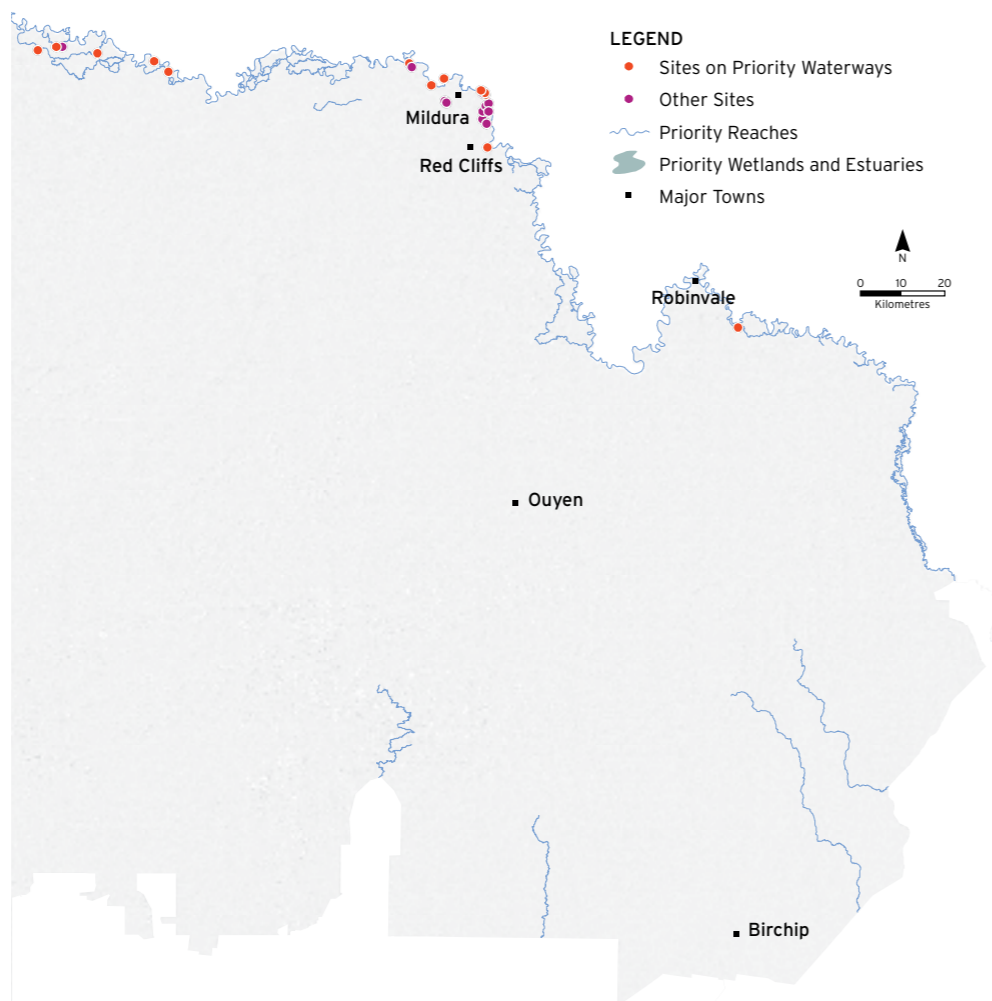 LEGEND
Sites on Priority Waterways
Other Sites
Priority Reaches
Priority Wetlands and Estuaries
Major Towns
Mildura
Red Cliffs
N
0 10 20
Kilometres
Robinvale
Ouyen
Birchip